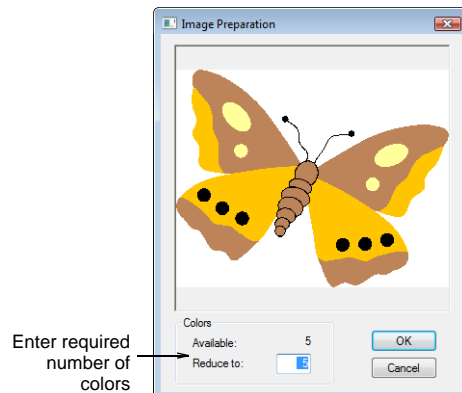 Image Preparation
Colors
Available: 5
Enter required
number of
colors
Reduce to: 5
OK
Cancel